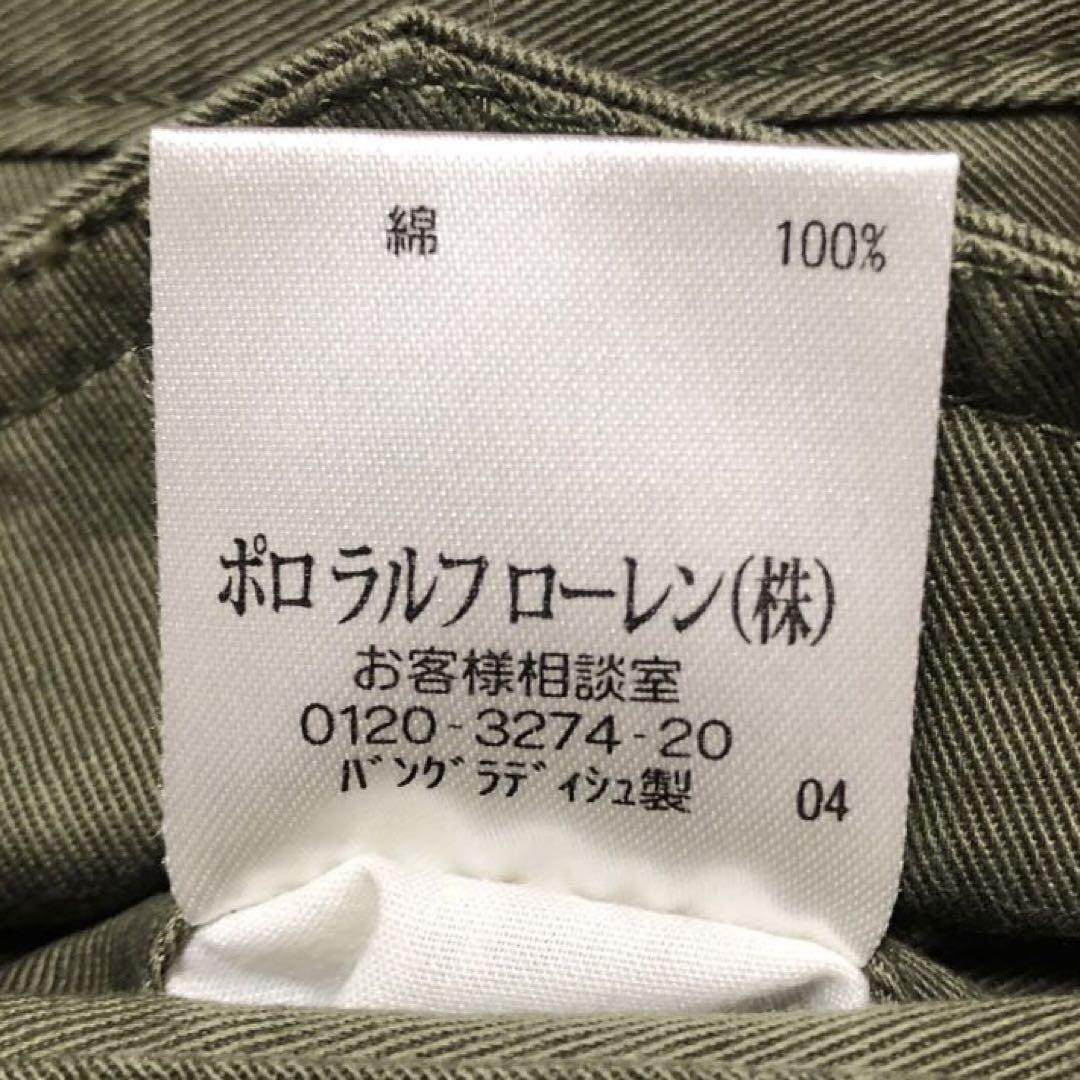 綿 100%
ポロ ラルフ ローレン(株)
お客様相談室
0120-3274-20
バングラディシュ製 04